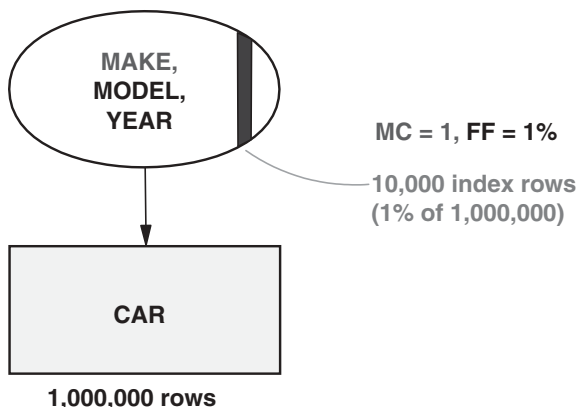 MAKE,
MODEL,
YEAR
MC = 1, FF = 1%
10,000 index rows
(1% of 1,000,000)
CAR
1,000,000 rows